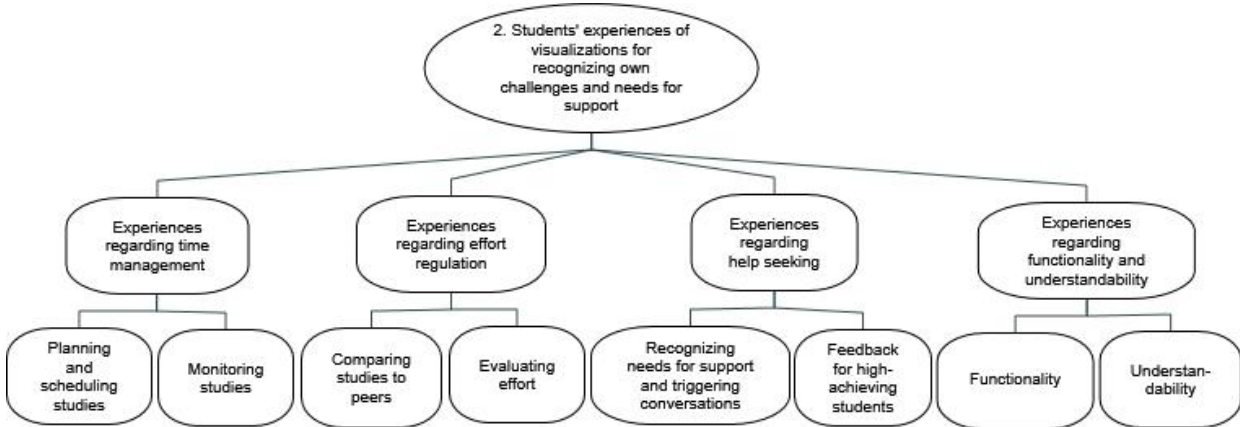 2. Students' experiences of
visualizations for
recognizing own
challenges and needs for
support
Experiences
regarding time
management
Experiences
regarding effort
regulation
Experiences
regarding
help seeking
Experiences
regarding
functionality and
understandability
Planning
and
scheduling
studies
Monitoring
studies
Comparing
studies to
peers
Evaluating
effort
Recognizing
needs for support
and triggering
conversations
Feedback
for high-
achieving
students
Functionality
Understan-
dability